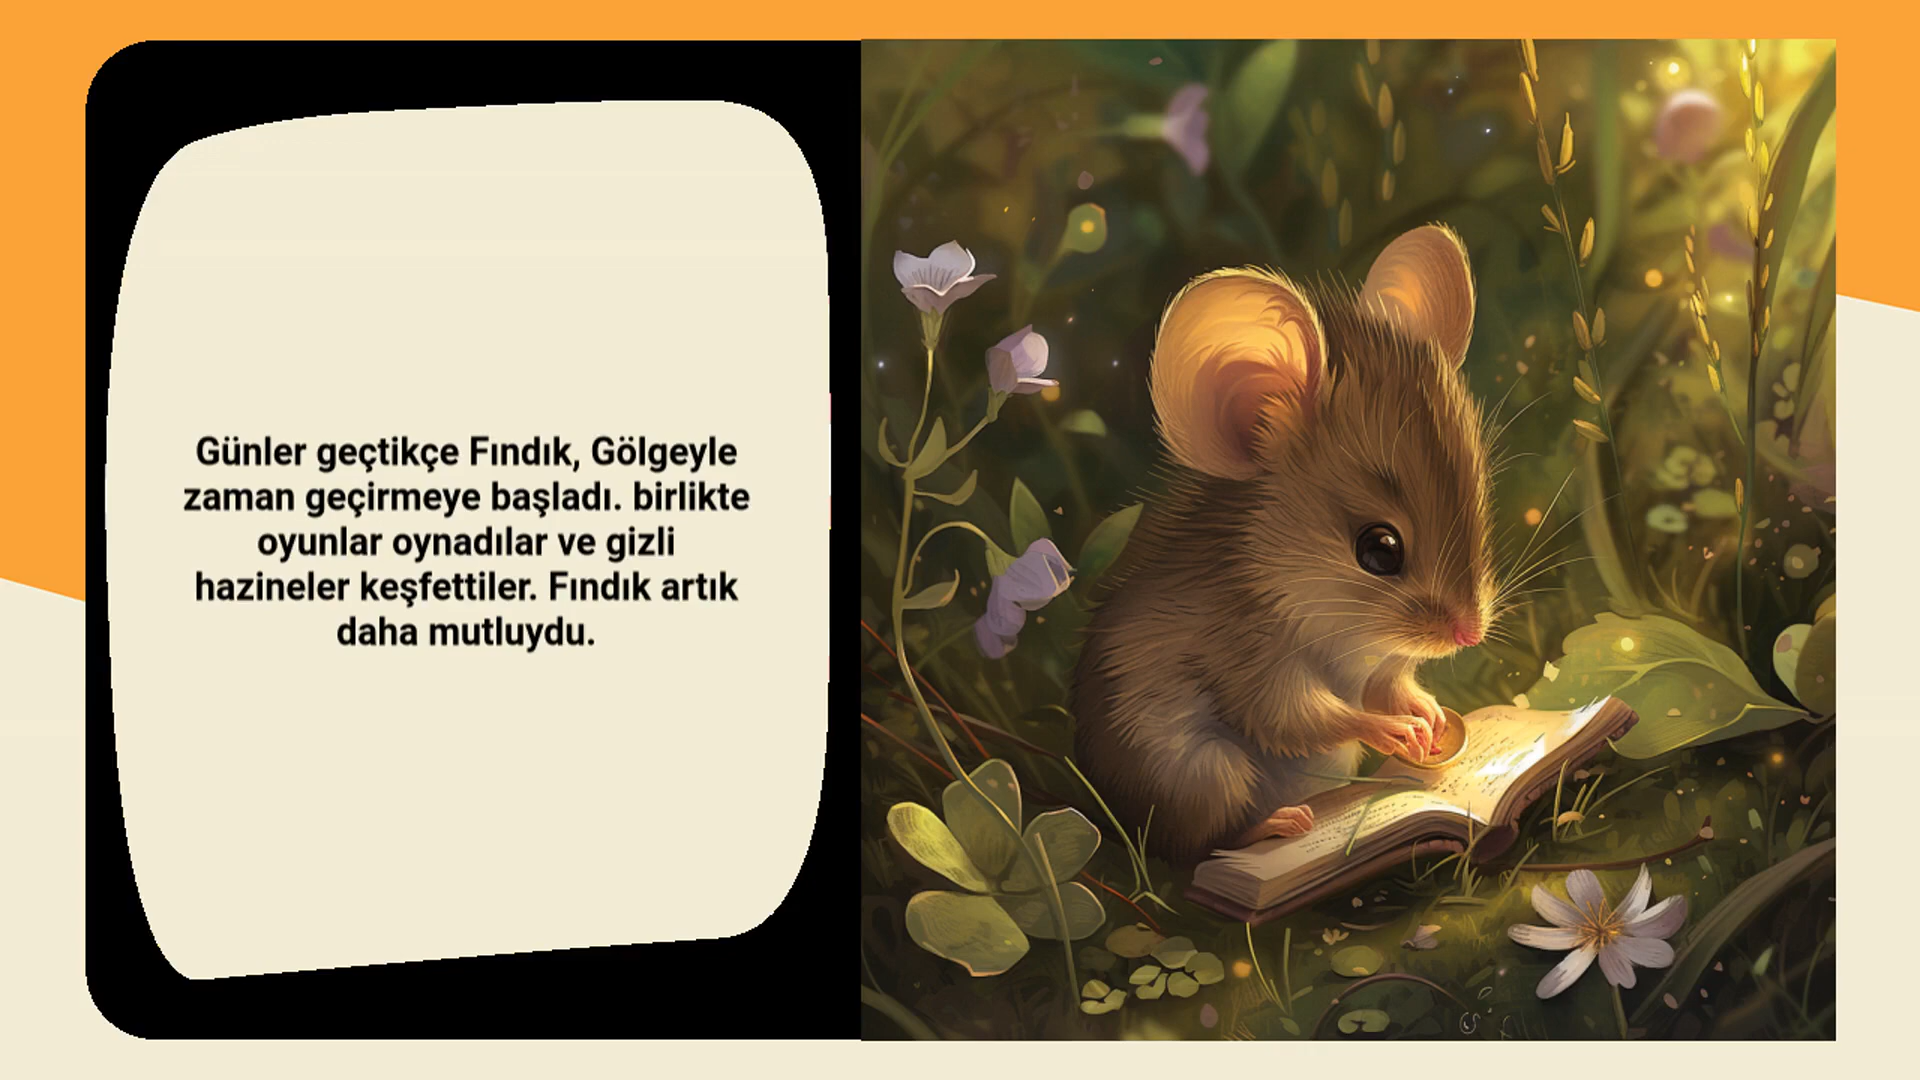 Günler geçtikçe Fındık, Gölgeyle
zaman geçirmeye başladı. birlikte
oyunlar oynadılar ve gizli
hazineler keşfettiler. Fındık artık
daha mutluydu.